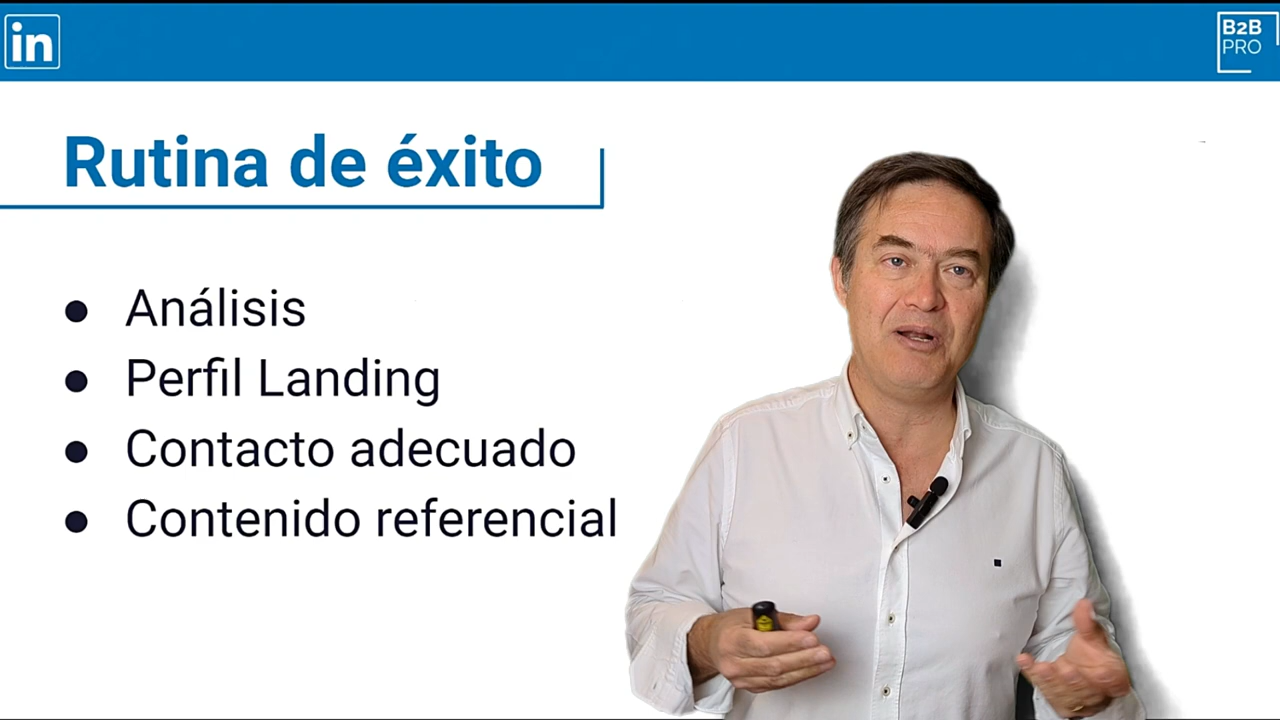 in
B2B
PRO
Rutina de éxito
Análisis
Perfil Landing
Contacto adecuado
Contenido referencial